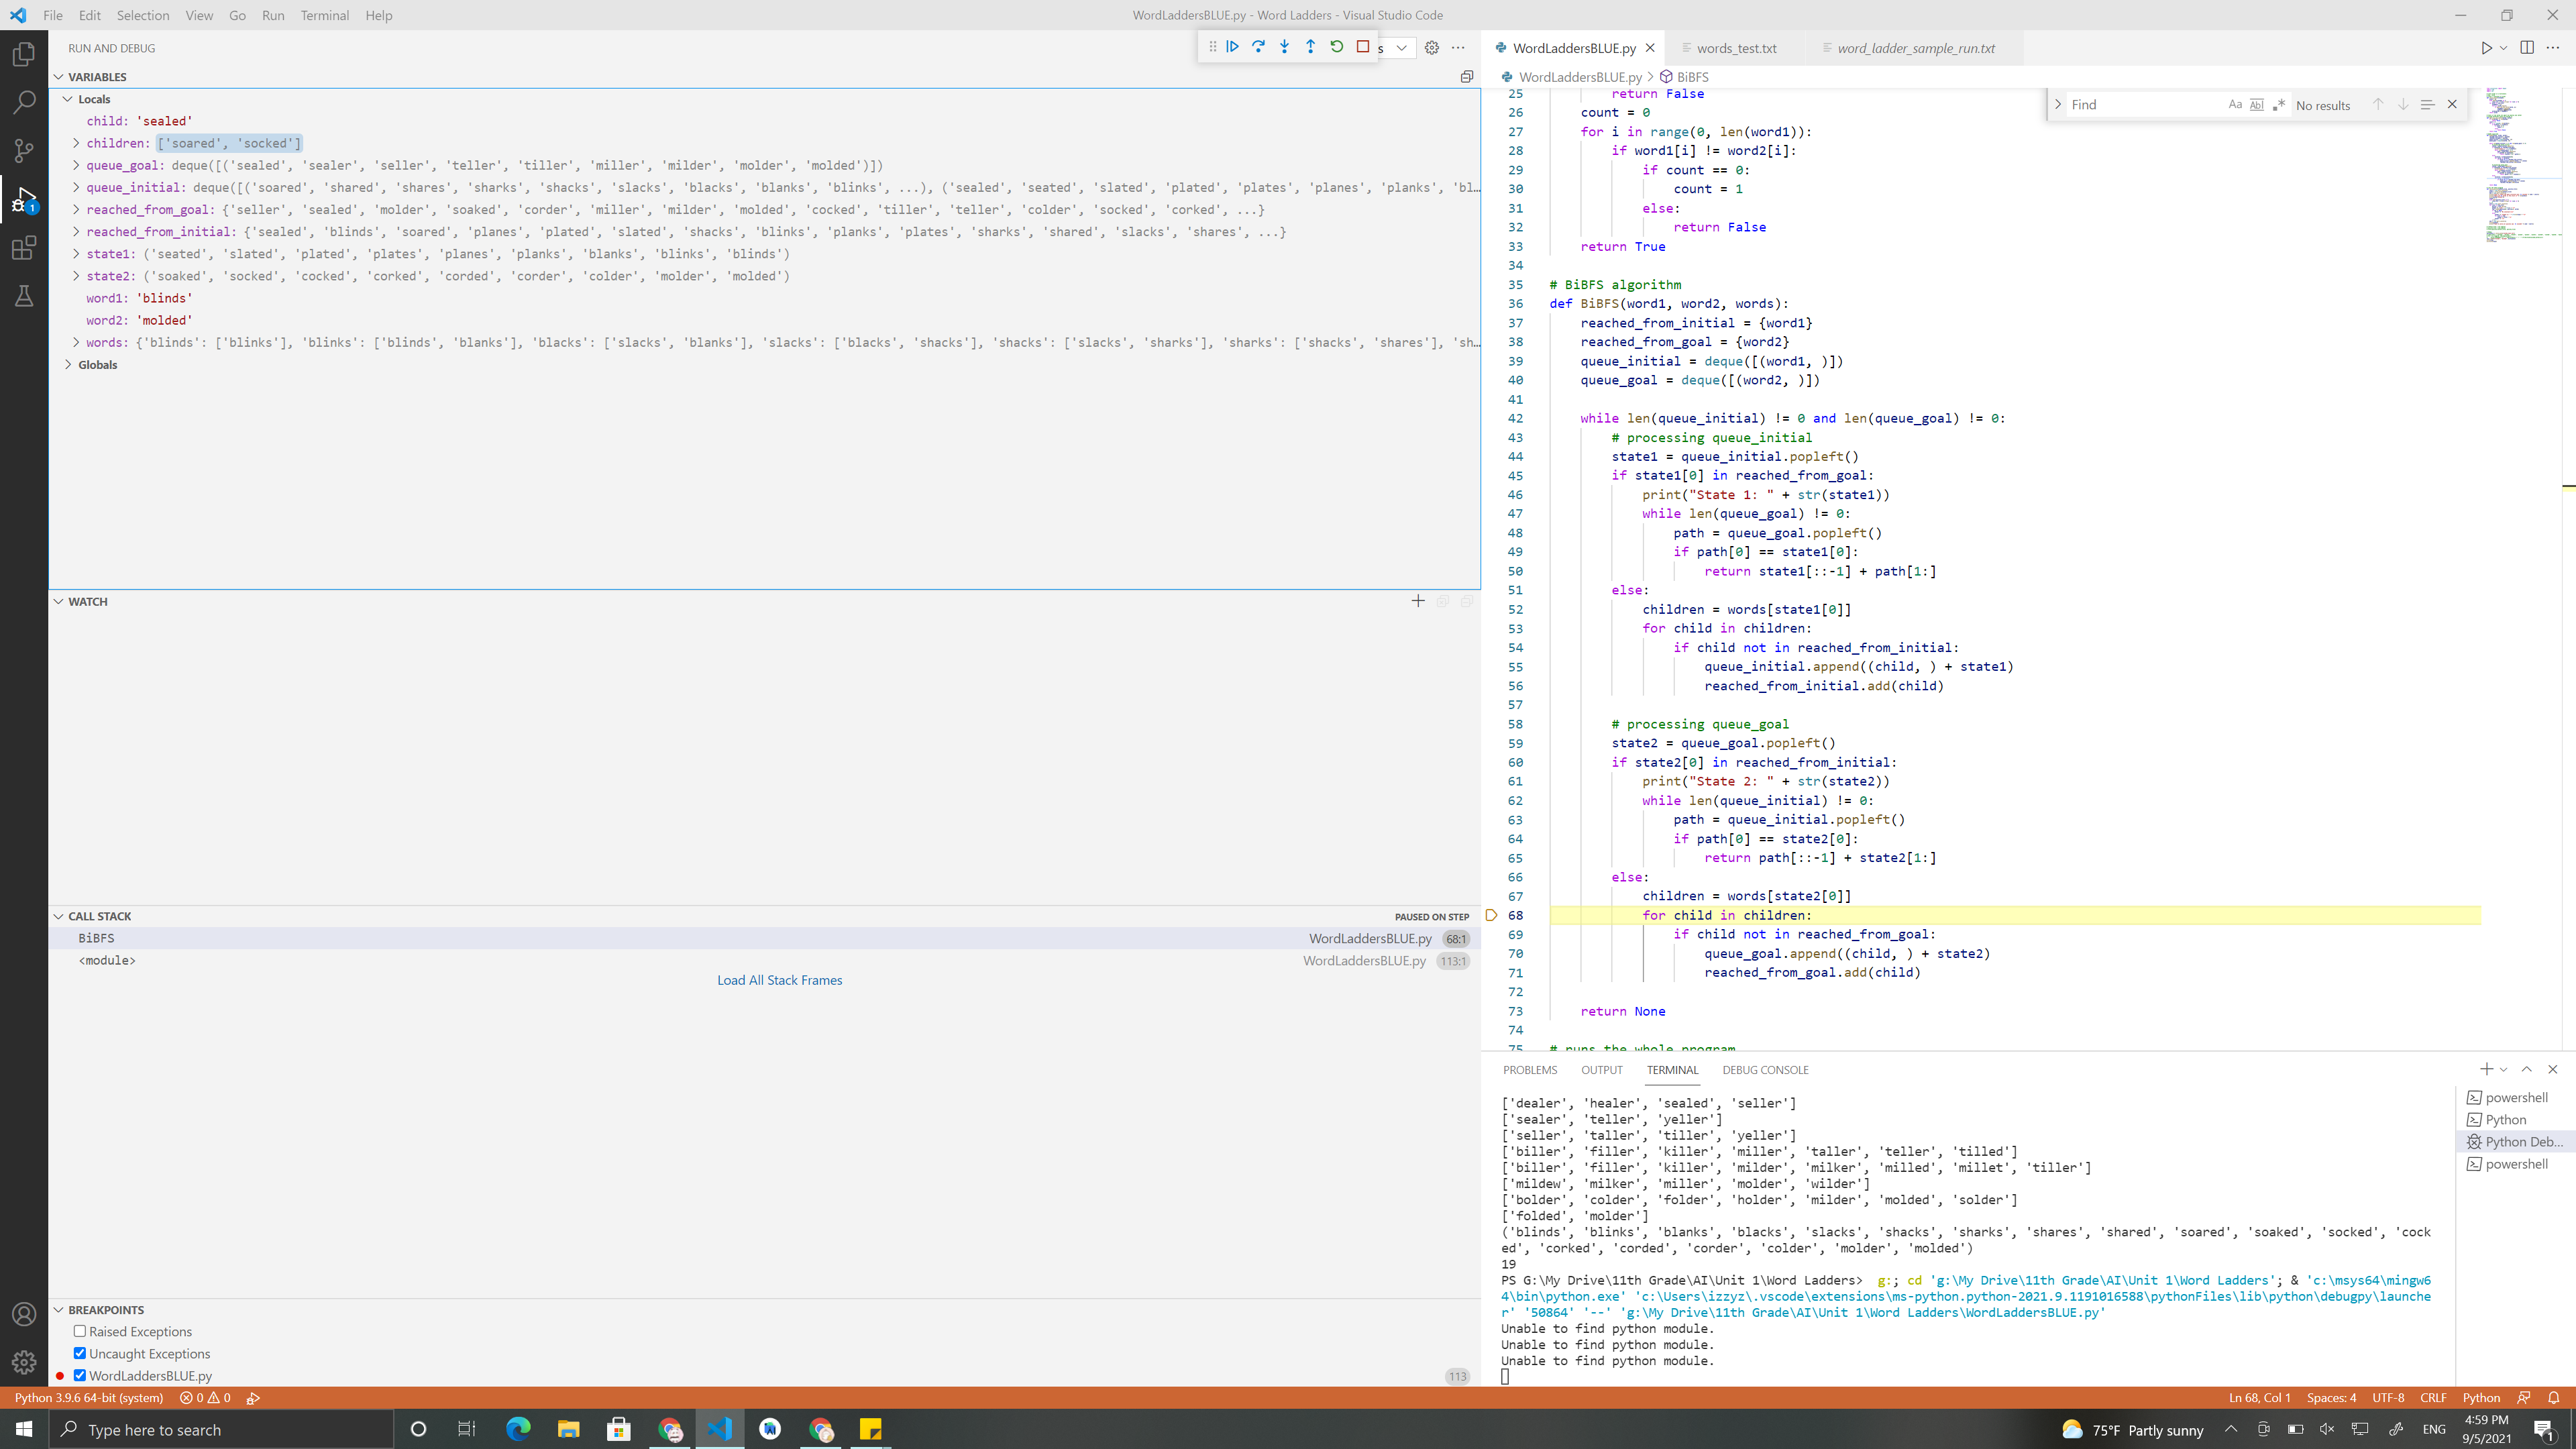 File Edit Selection View Go Run Terminal Help
WordLaddersBLUE.py - Word Ladders - Visual Studio Code
RUN AND DEBUG
VARIABLES
Locals
child: 'sealed'
children: ['soared', 'socked']
queue_goal: deque([('sealed', 'sealer', 'seller', 'teller', 'tiller', 'miller', 'milder', 'molder', 'molded')])
queue_initial: deque([('soared', 'shared', 'shares', 'sharks', 'shacks', 'slacks', 'blacks', 'blanks', 'blinks', ...), ('sealed', 'seated', 'slated', 'plated', 'plates', 'planes', 'planks', 'bl...
reached_from_goal: {'seller', 'sealed', 'molder', 'soaked', 'corder', 'miller', 'milder', 'molded', 'cocked', 'tiller', 'teller', 'colder', 'socked', 'corked', ...}
reached_from_initial: {'sealed', 'blinds', 'soared', 'planes', 'plated', 'slated', 'shacks', 'blinks', 'planks', 'plates', 'sharks', 'shared', 'slacks', 'shares', ...}
state1: ('seated', 'slated', 'plated', 'plates', 'planes', 'planks', 'blanks', 'blinks', 'blinds')
state2: ('soaked', 'socked', 'cocked', 'corked', 'corded', 'corder', 'colder', 'molder', 'molded')
word1: 'blinds'
word2: 'molded'
words: {'blinds': ['blinks'], 'blinks': ['blinds', 'blanks'], 'blacks': ['slacks', 'blanks'], 'slacks': ['blacks', 'shacks'], 'shacks': ['slacks', 'sharks'], 'sharks': ['shacks', 'shares'], 'sh...
Globals
WATCH
CALL STACK PAUSED ON STEP
BiBFS WordLaddersBLUE.py 68:1
<module> WordLaddersBLUE.py 113:1
Load All Stack Frames
BREAKPOINTS
Raised Exceptions
Uncaught Exceptions
WordLaddersBLUE.py 113
s
WordLaddersBLUE.py words_test.txt word_ladder_sample_run.txt
WordLaddersBLUE.py > BiBFS
Find Aa Ab No results
25 return False
26 count = 0
27 for i in range(0, len(word1)):
28 if word1[i] != word2[i]:
29 if count == 0:
30 count = 1
31 else:
32 return False
33 return True
34
35 # BiBFS algorithm
36 def BiBFS(word1, word2, words):
37 reached_from_initial = {word1}
38 reached_from_goal = {word2}
39 queue_initial = deque([(word1, )])
40 queue_goal = deque([(word2, )])
41
42 while len(queue_initial) != 0 and len(queue_goal) != 0:
43 # processing queue_initial
44 state1 = queue_initial.popleft()
45 if state1[0] in reached_from_goal:
46 print("State 1: " + str(state1))
47 while len(queue_goal) != 0:
48 path = queue_goal.popleft()
49 if path[0] == state1[0]:
50 return state1[::-1] + path[1:]
51 else:
52 children = words[state1[0]]
53 for child in children:
54 if child not in reached_from_initial:
55 queue_initial.append((child, ) + state1)
56 reached_from_initial.add(child)
57
58 # processing queue_goal
59 state2 = queue_goal.popleft()
60 if state2[0] in reached_from_initial:
61 print("State 2: " + str(state2))
62 while len(queue_initial) != 0:
63 path = queue_initial.popleft()
64 if path[0] == state2[0]:
65 return path[::-1] + state2[1:]
66 else:
67 children = words[state2[0]]
68 for child in children:
69 if child not in reached_from_goal:
70 queue_goal.append((child, ) + state2)
71 reached_from_goal.add(child)
72
73 return None
74
75 # runs the whole program
PROBLEMS OUTPUT TERMINAL DEBUG CONSOLE
['dealer', 'healer', 'sealed', 'seller']
['sealer', 'teller', 'yeller']
['seller', 'taller', 'tiller', 'yeller']
['biller', 'filler', 'killer', 'miller', 'taller', 'teller', 'tilled']
['biller', 'filler', 'killer', 'milder', 'milker', 'milled', 'millet', 'tiller']
['mildew', 'milker', 'miller', 'molder', 'wilder']
['bolder', 'colder', 'folder', 'holder', 'milder', 'molded', 'solder']
['folded', 'molder']
('blinds', 'blinks', 'blanks', 'blacks', 'slacks', 'shacks', 'sharks', 'shares', 'shared', 'soared', 'soaked', 'socked', 'cock
ed', 'corked', 'corded', 'corder', 'colder', 'molder', 'molded')
19
PS G:\My Drive\11th Grade\AI\Unit 1\Word Ladders> g:; cd 'g:\My Drive\11th Grade\AI\Unit 1\Word Ladders'; & 'c:\msys64\mingw6
4\bin\python.exe' 'c:\Users\izzyz\.vscode\extensions\ms-python.python-2021.9.1191016588\pythonFiles\lib\python\debugpy\launche
r' '50864' '--' 'g:\My Drive\11th Grade\AI\Unit 1\Word Ladders\WordLaddersBLUE.py'
Unable to find python module.
Unable to find python module.
Unable to find python module.
powershell
Python
Python Deb...
powershell
Python 3.9.6 64-bit (system) 0 0
Ln 68, Col 1 Spaces: 4 UTF-8 CRLF Python
Type here to search
75°F Partly sunny ENG 4:59 PM
9/5/2021